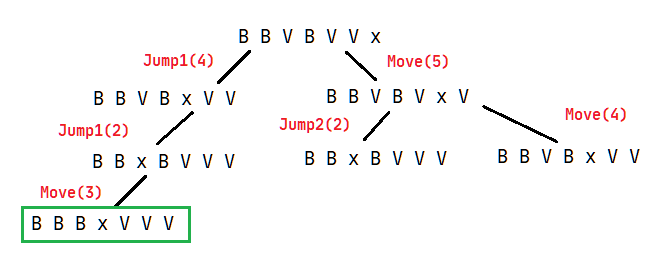 B B V B V V x
Jump1(4)
Move(5)
B B V B x V V
B B V B V x V
Jump1(2)
Jump2(2)
Move(4)
B B x B V V V
B B x B V V V
B B V B x V V
Move(3)
B B B x V V V